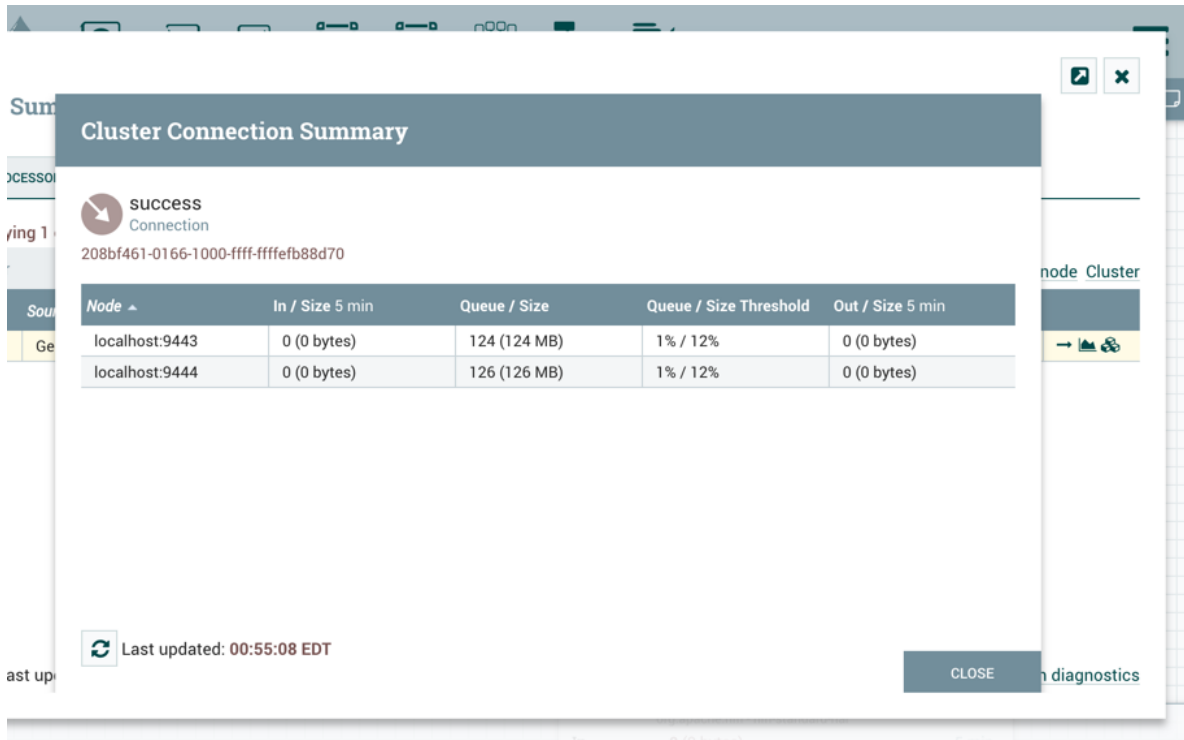 Sum
Cluster Connection Summary
success
Connection
ying 1
208bf461-0166-1000-ffff-ffffefb88d70
node Cluster
Sour
Node In / Size 5 min Queue / Size Queue / Size Threshold Out / Size 5 min
localhost:9443 0 (0 bytes) 124 (124 MB) 1% / 12% 0 (0 bytes)
Ge
localhost:9444 0 (0 bytes) 126 (126 MB) 1% / 12% 0 (0 bytes)
Last updated: 00:55:08 EDT
CLOSE
ast up
diagnostics